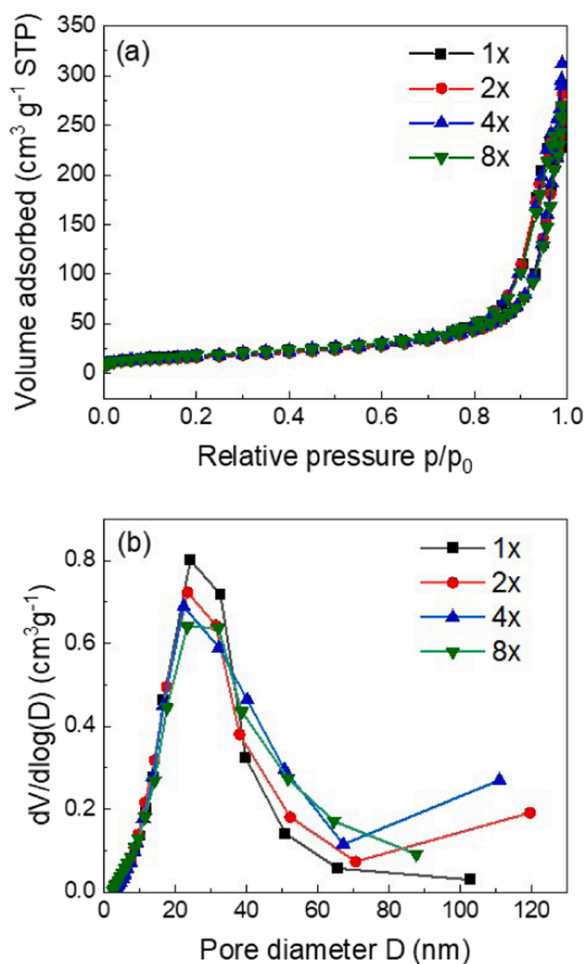 (a)
1x
2x
4x
8x
Volume adsorbed (cm³ g⁻¹ STP)
350
300
250
200
150
100
50
0
0.0 0.2 0.4 0.6 0.8 1.0
Relative pressure p/p₀
(b)
1x
2x
4x
8x
dV/dlog(D) (cm³g⁻¹)
0.8
0.6
0.4
0.2
0.0
0 20 40 60 80 100 120
Pore diameter D (nm)